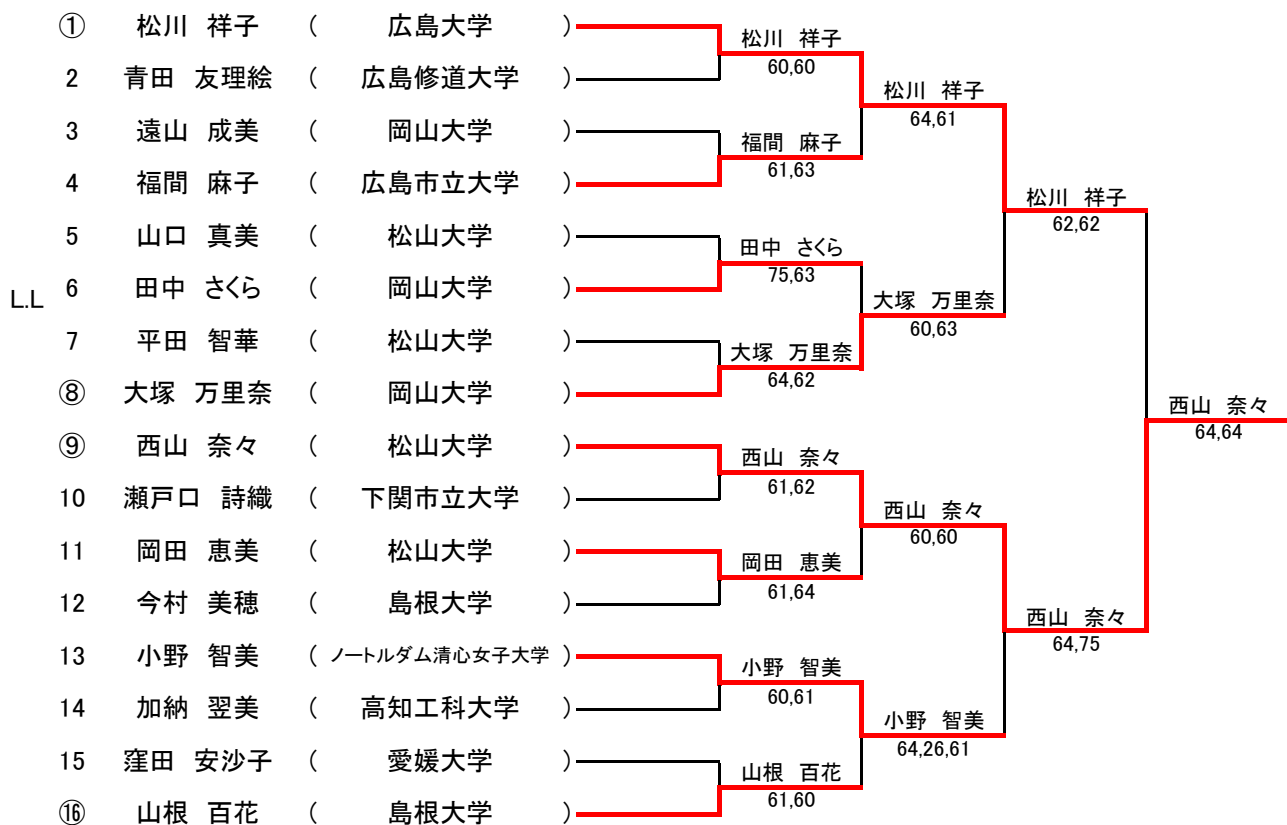 ① 松川 祥子 ( 広島大学 )
2 青田 友理絵 ( 広島修道大学 )
3 遠山 成美 ( 岡山大学 )
4 福間 麻子 ( 広島市立大学 )
5 山口 真美 ( 松山大学 )
6 田中 さくら ( 岡山大学 )
7 平田 智華 ( 松山大学 )
⑧ 大塚 万里奈 ( 岡山大学 )
⑨ 西山 奈々 ( 松山大学 )
10 瀬戸口 詩織 ( 下関市立大学 )
11 岡田 恵美 ( 松山大学 )
12 今村 美穂 ( 島根大学 )
13 小野 智美 ( ノートルダム清心女子大学 )
14 加納 翌美 ( 高知工科大学 )
15 窪田 安沙子 ( 愛媛大学 )
⑯ 山根 百花 ( 島根大学 )
L.L
松川 祥子
60,60
福間 麻子
61,63
田中 さくら
75,63
大塚 万里奈
64,62
西山 奈々
61,62
岡田 恵美
61,64
小野 智美
60,61
山根 百花
61,60
松川 祥子
64,61
大塚 万里奈
60,63
西山 奈々
60,60
小野 智美
64,26,61
松川 祥子
62,62
西山 奈々
64,75
西山 奈々
64,64